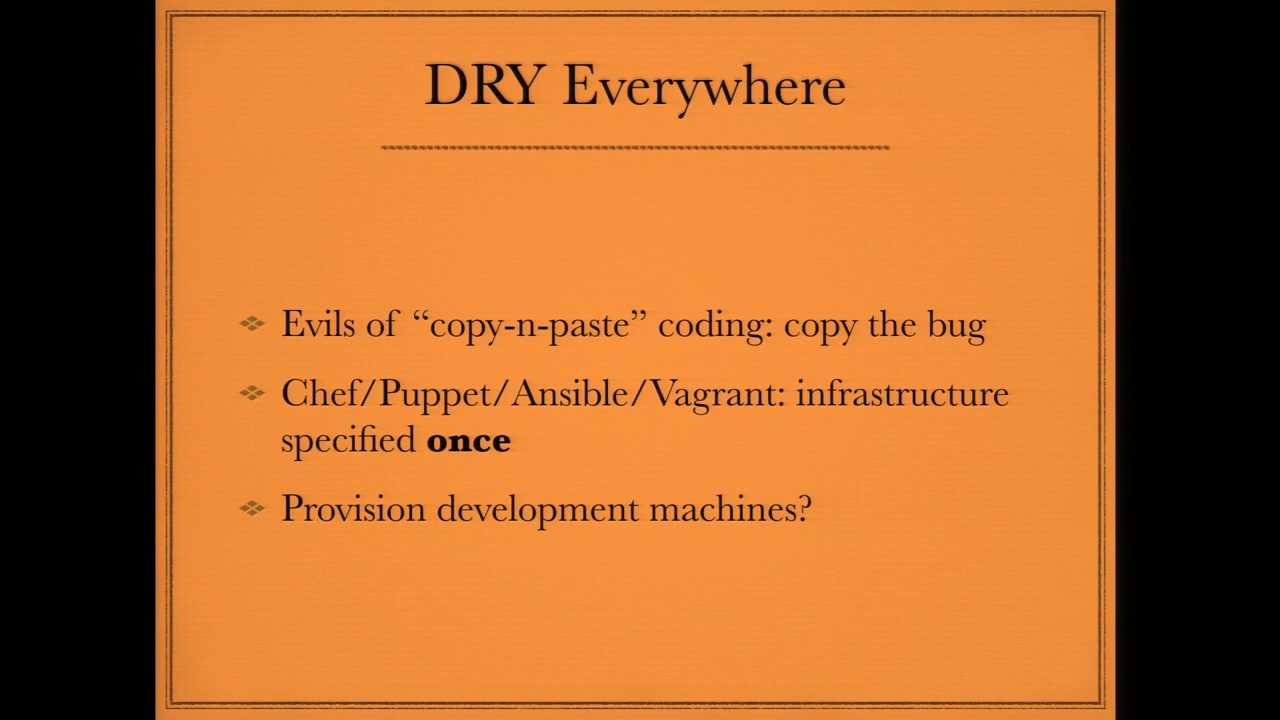 DRY Everywhere
Evils of “copy-n-paste” coding: copy the bug
Chef/Puppet/Ansible/Vagrant: infrastructure
specified once
Provision development machines?